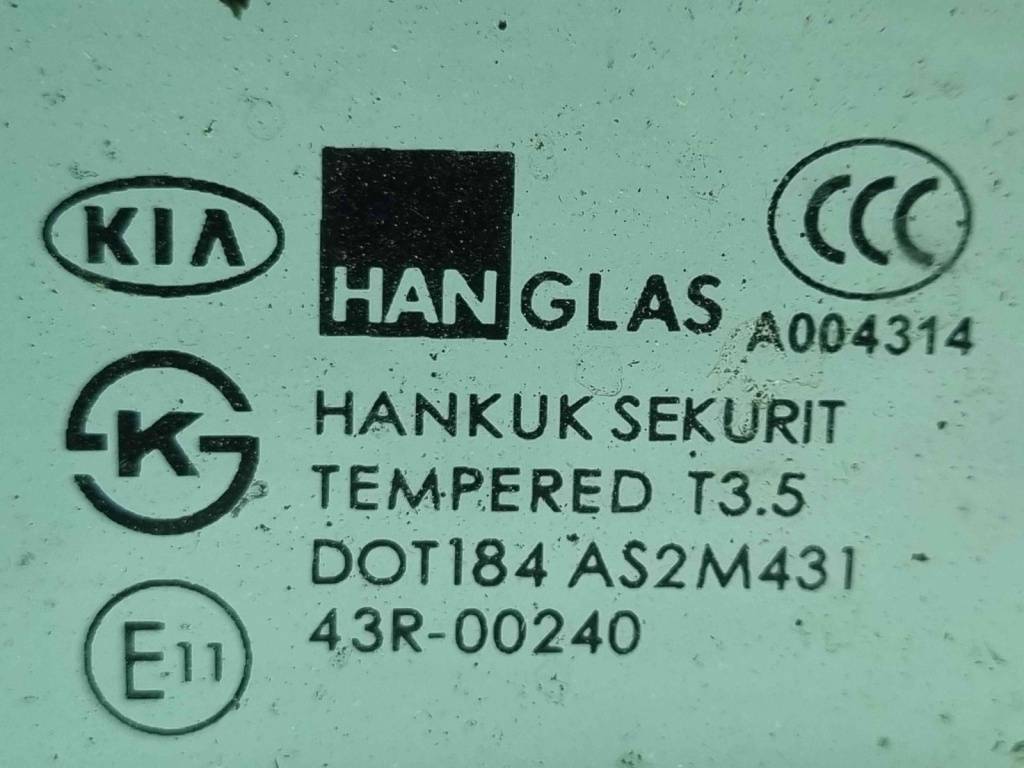 KIA
HANGLAS
CCC
A004314
K
HANKUK SEKURIT
TEMPERED T3.5
DOT184 AS2M431
43R-00240
E11